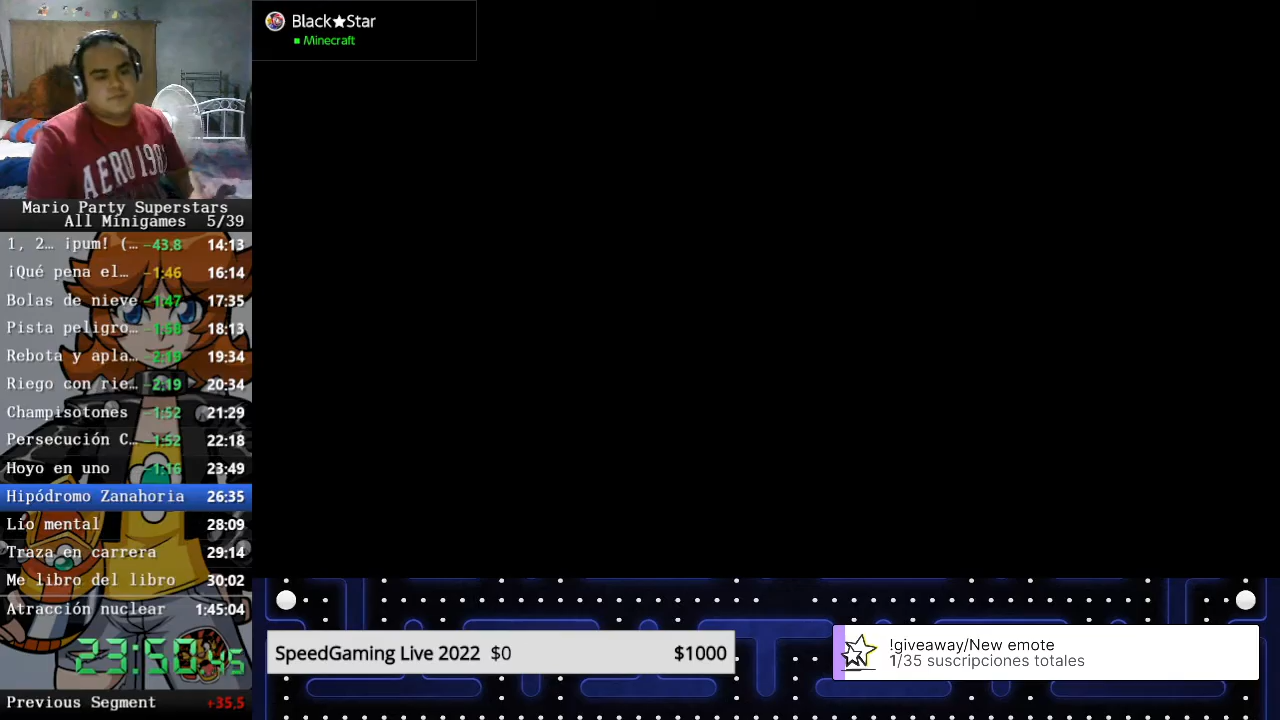 Black★Star
Minecraft
AERO 1987
Mario Party Superstars
All Minigames 5/39
1, 2… ¡pum! (… -43,8 14:13
¡Qué pena el… -1:46 16:14
Bolas de nieve -1:47 17:35
Pista peligro… -1:58 18:13
Rebota y apla… -2:19 19:34
Riego con rie… -2:19 20:34
Champisotones -1:52 21:29
Persecución C… -1:52 22:18
Hoyo en uno -1:16 23:49
Hipódromo Zanahoria 26:35
Lío mental 28:09
Traza en carrera 29:14
Me libro del libro 30:02
Atracción nuclear 1:45:04
23:50.45
Previous Segment +35,5
SpeedGaming Live 2022 $0 $1000
!giveaway/New emote
1/35 suscripciones totales